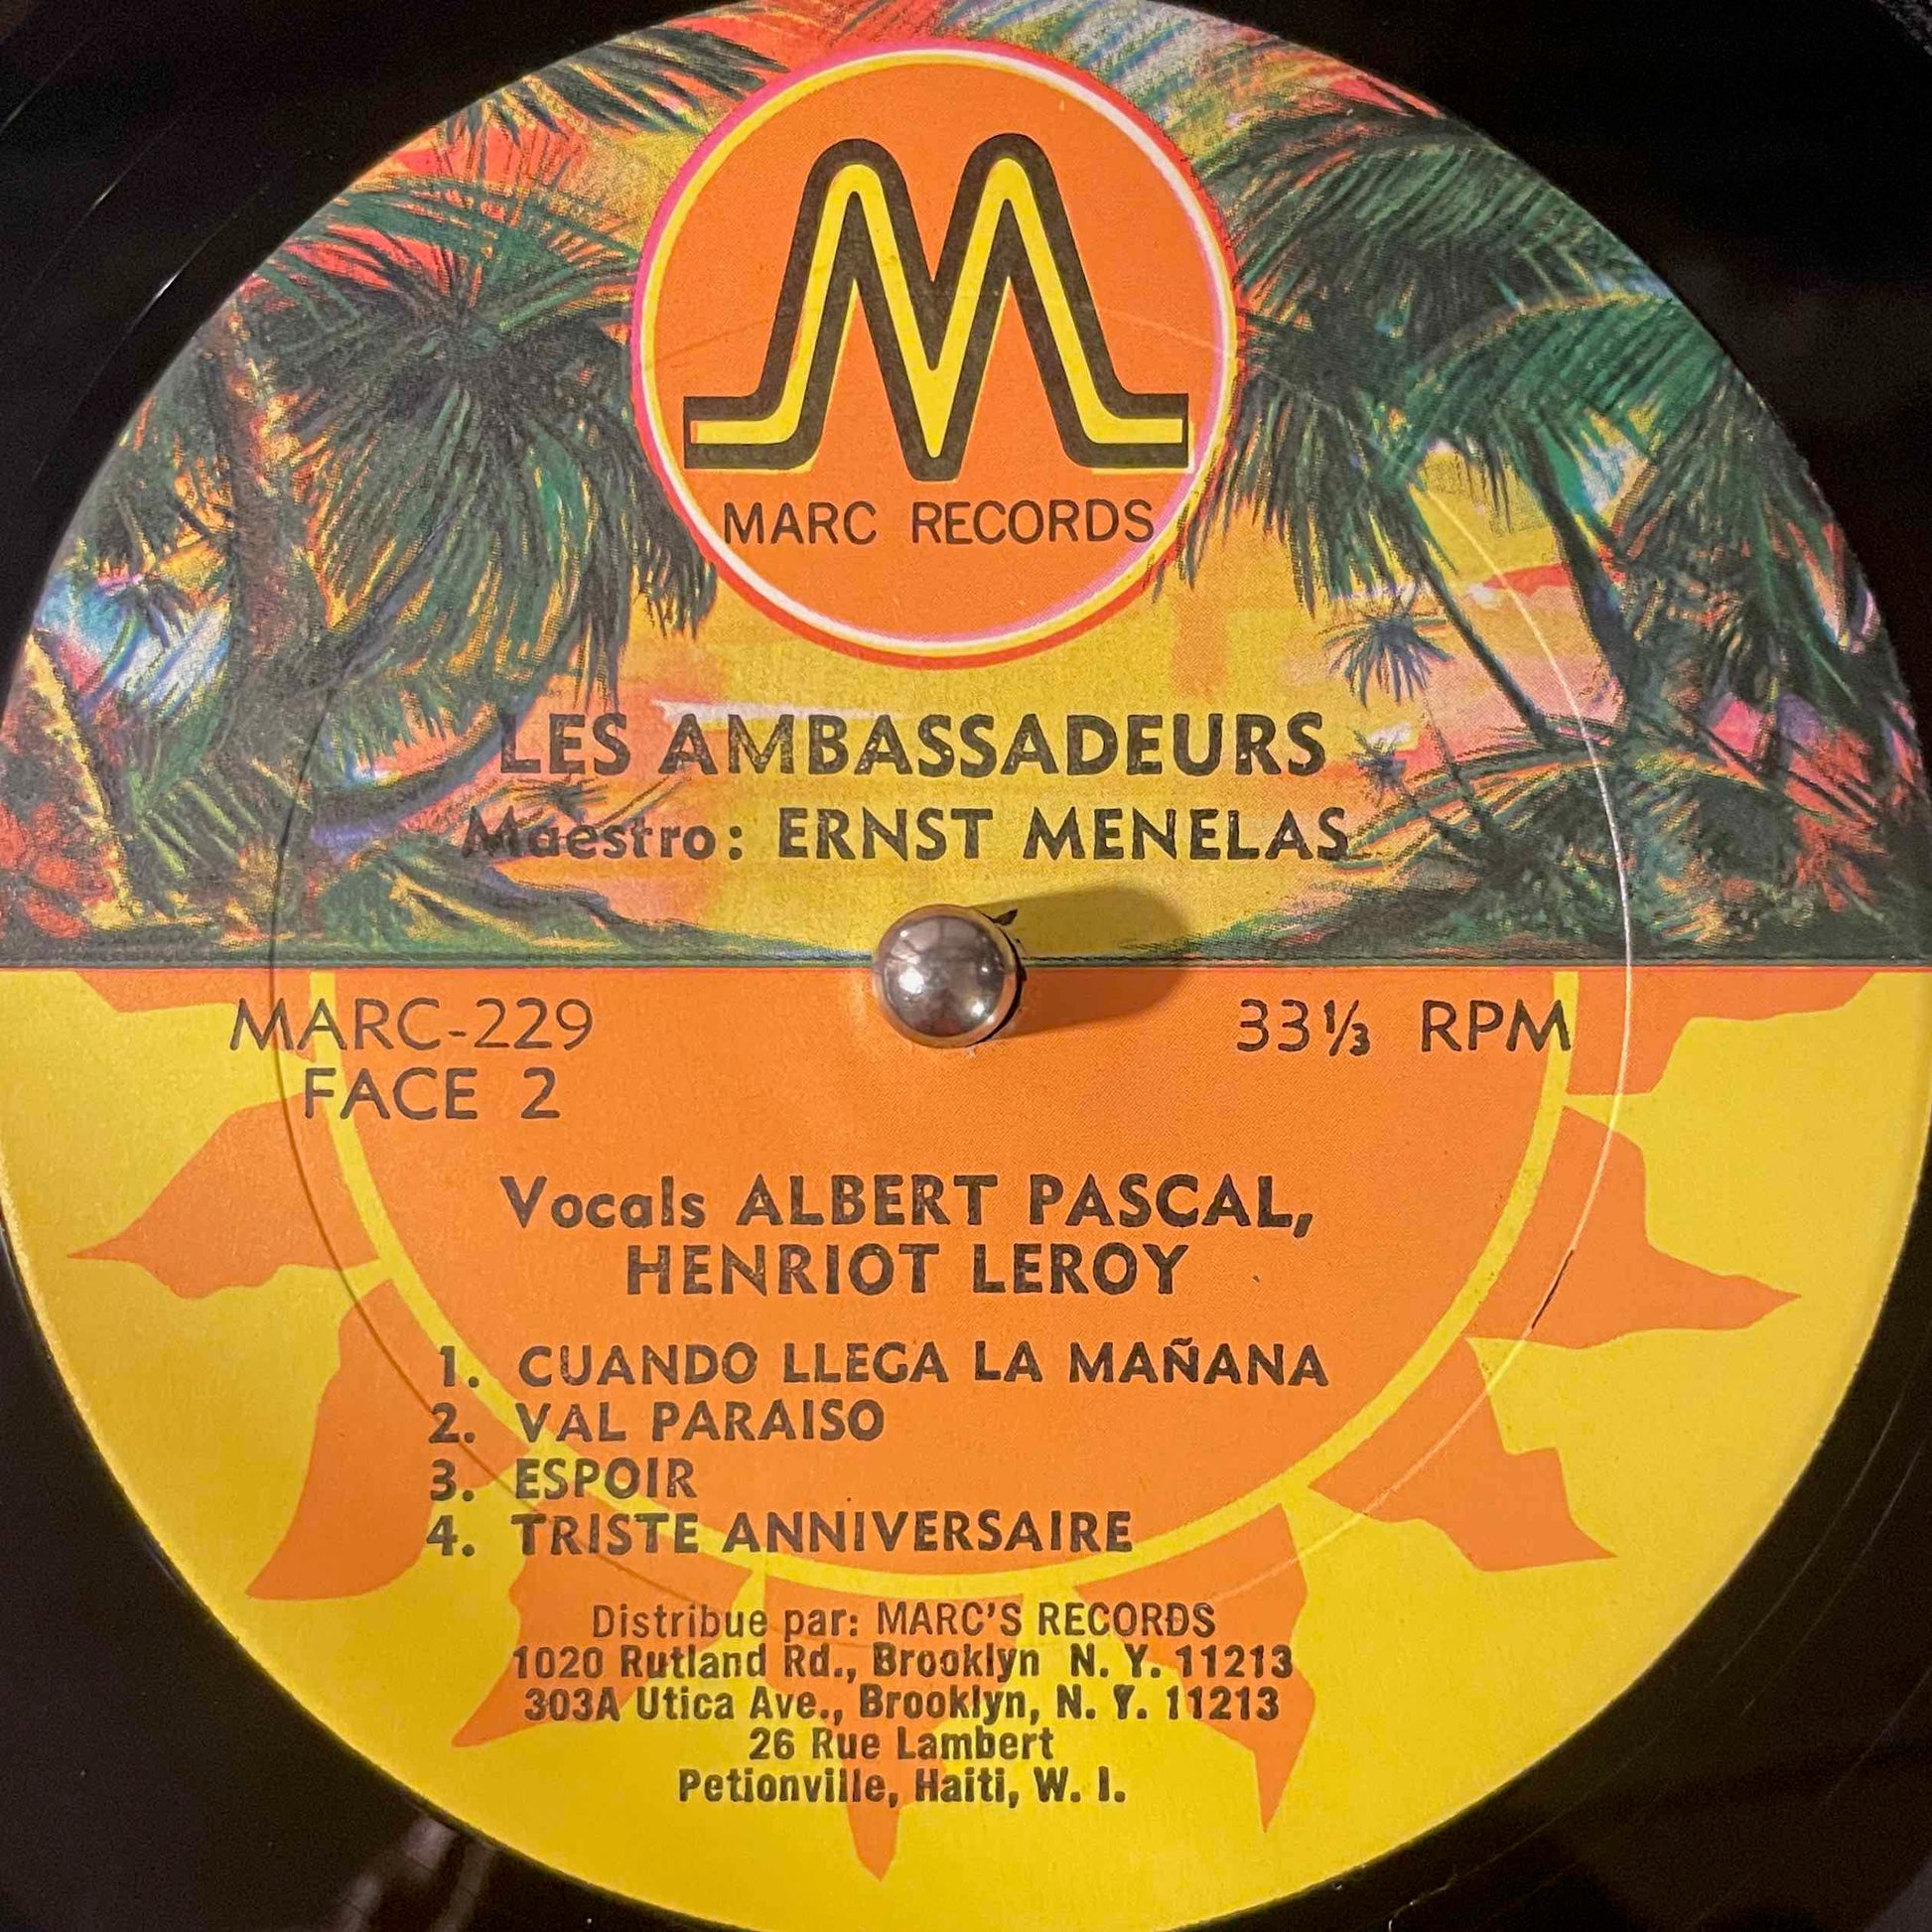 MARC RECORDS
LES AMBASSADEURS
Maestro: ERNST MENELAS
MARC-229
33⅓ RPM
FACE 2
Vocals ALBERT PASCAL,
HENRIOT LEROY
1. CUANDO LLEGA LA MAÑANA
2. VAL PARAISO
3. ESPOIR
4. TRISTE ANNIVERSAIRE
Distribue par: MARC'S RECORDS
1020 Rutland Rd., Brooklyn N. Y. 11213
303A Utica Ave., Brooklyn, N. Y. 11213
26 Rue Lambert
Petionville, Haiti, W. I.